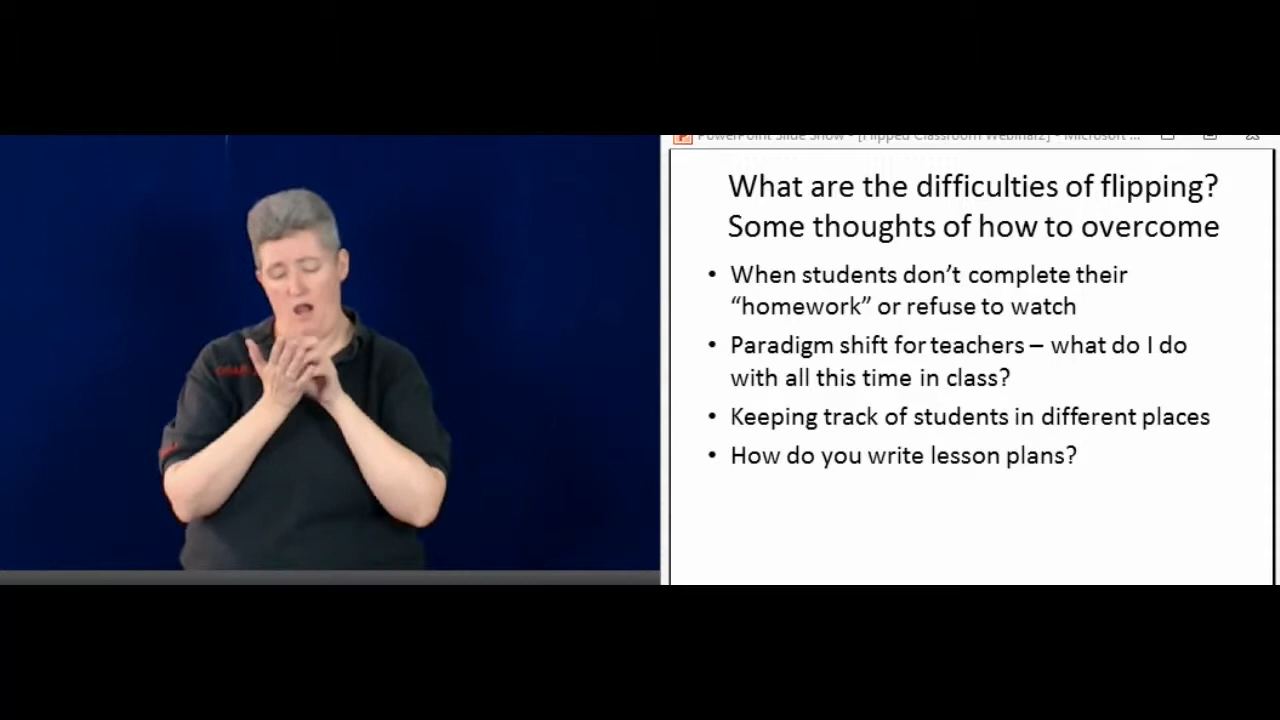 PowerPoint Slide Show - [Flipped Classroom Webinar2] - Microsoft ...
What are the difficulties of flipping?
Some thoughts of how to overcome
• When students don’t complete their
“homework” or refuse to watch
• Paradigm shift for teachers – what do I do
with all this time in class?
• Keeping track of students in different places
• How do you write lesson plans?